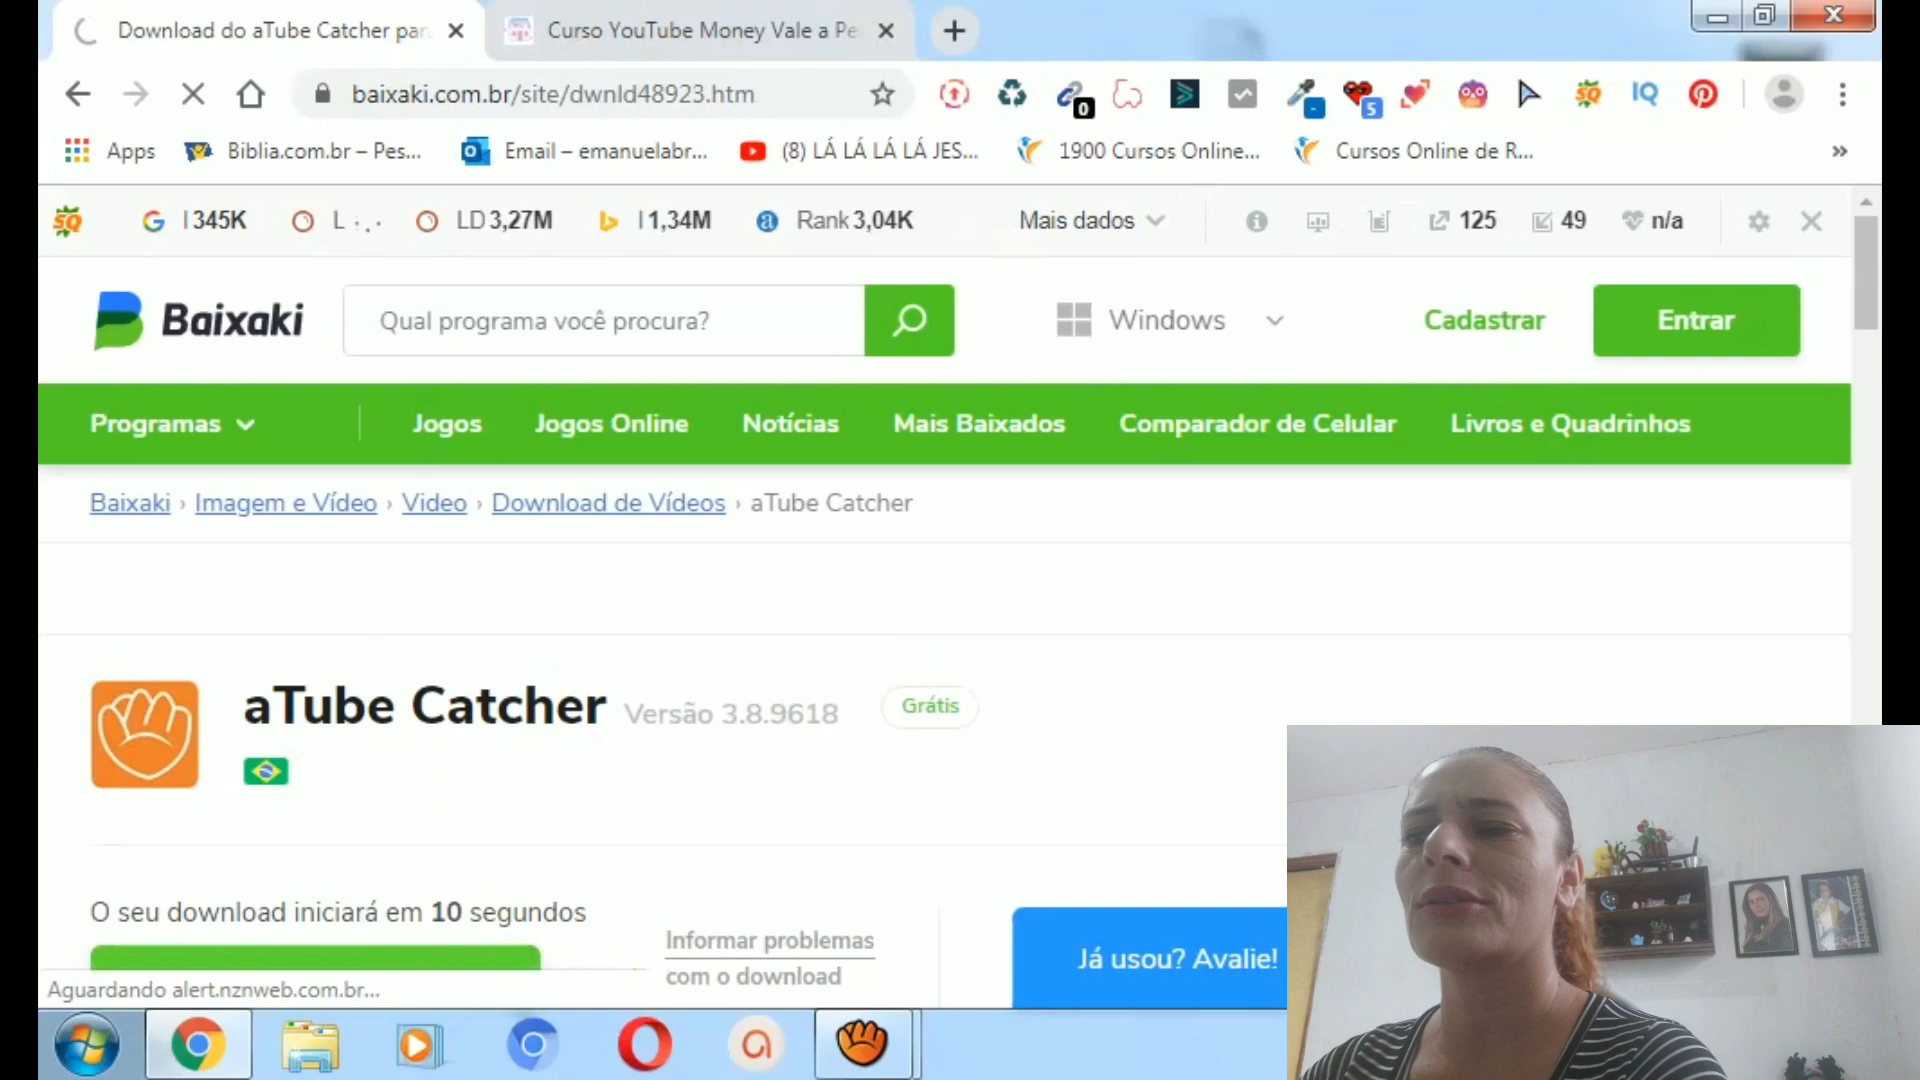 Download do aTube Catcher par
Curso YouTube Money Vale a Pe
baixaki.com.br/site/dwnld48923.htm
0
5
IQ
Apps
Biblia.com.br – Pes...
Email – emanuelabr...
(8) LÁ LÁ LÁ LÁ JES...
1900 Cursos Online...
Cursos Online de R...
»
SQ
I 345K
L
LD 3,27M
I 1,34M
Rank 3,04K
Mais dados
125
49
n/a
Baixaki
Qual programa você procura?
Windows
Cadastrar
Entrar
Programas
Jogos
Jogos Online
Notícias
Mais Baixados
Comparador de Celular
Livros e Quadrinhos
Baixaki › Imagem e Vídeo › Video › Download de Vídeos › aTube Catcher
aTube Catcher Versão 3.8.9618 Grátis
O seu download iniciará em 10 segundos
Informar problemas
com o download
Já usou? Avalie!
Aguardando alert.nznweb.com.br...